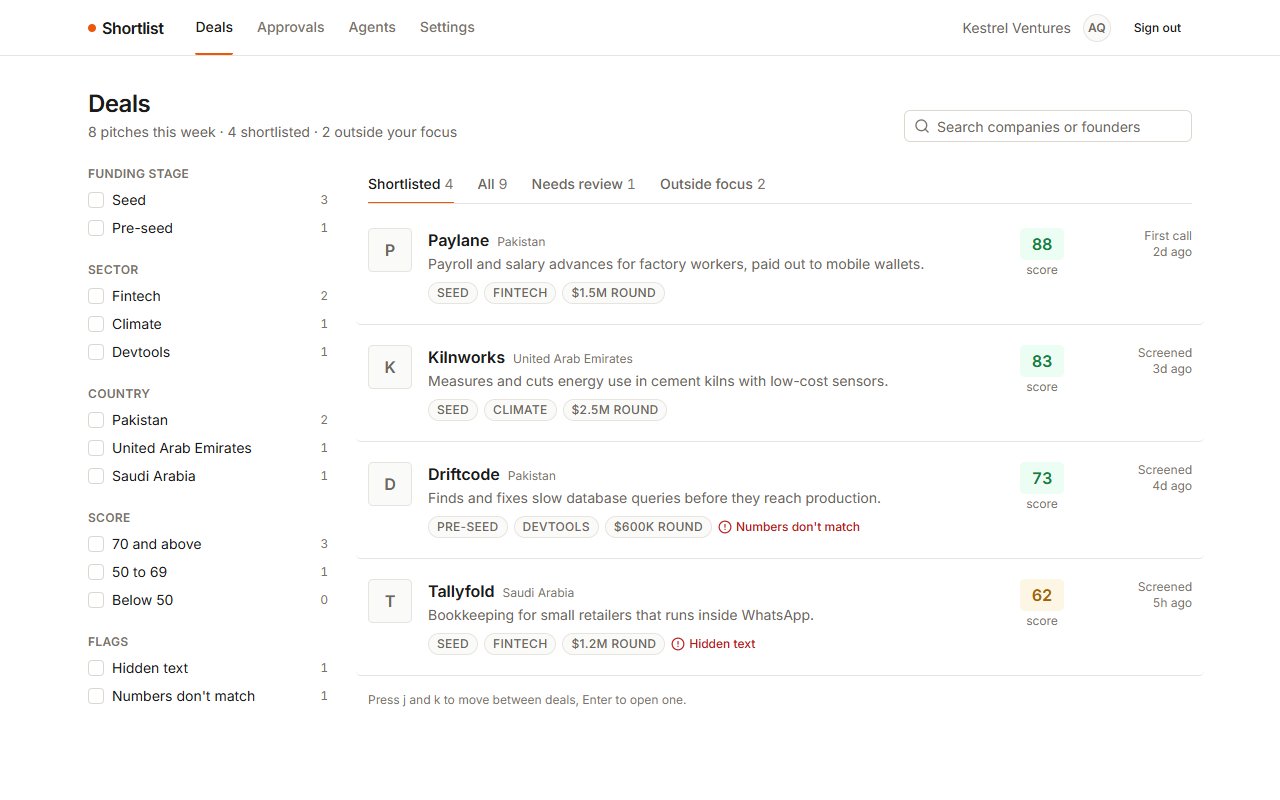 Shortlist
Deals
Approvals
Agents
Settings
Kestrel Ventures
AQ
Sign out
Deals
8 pitches this week · 4 shortlisted · 2 outside your focus
Search companies or founders
FUNDING STAGE
Seed 3
Pre-seed 1
SECTOR
Fintech 2
Climate 1
Devtools 1
COUNTRY
Pakistan 2
United Arab Emirates 1
Saudi Arabia 1
SCORE
70 and above 3
50 to 69 1
Below 50 0
FLAGS
Hidden text 1
Numbers don't match 1
Shortlisted 4
All 9
Needs review 1
Outside focus 2
P
Paylane Pakistan
Payroll and salary advances for factory workers, paid out to mobile wallets.
SEED FINTECH $1.5M ROUND
88
score
First call
2d ago
K
Kilnworks United Arab Emirates
Measures and cuts energy use in cement kilns with low-cost sensors.
SEED CLIMATE $2.5M ROUND
83
score
Screened
3d ago
D
Driftcode Pakistan
Finds and fixes slow database queries before they reach production.
PRE-SEED DEVTOOLS $600K ROUND Numbers don't match
73
score
Screened
4d ago
T
Tallyfold Saudi Arabia
Bookkeeping for small retailers that runs inside WhatsApp.
SEED FINTECH $1.2M ROUND Hidden text
62
score
Screened
5h ago
Press j and k to move between deals, Enter to open one.